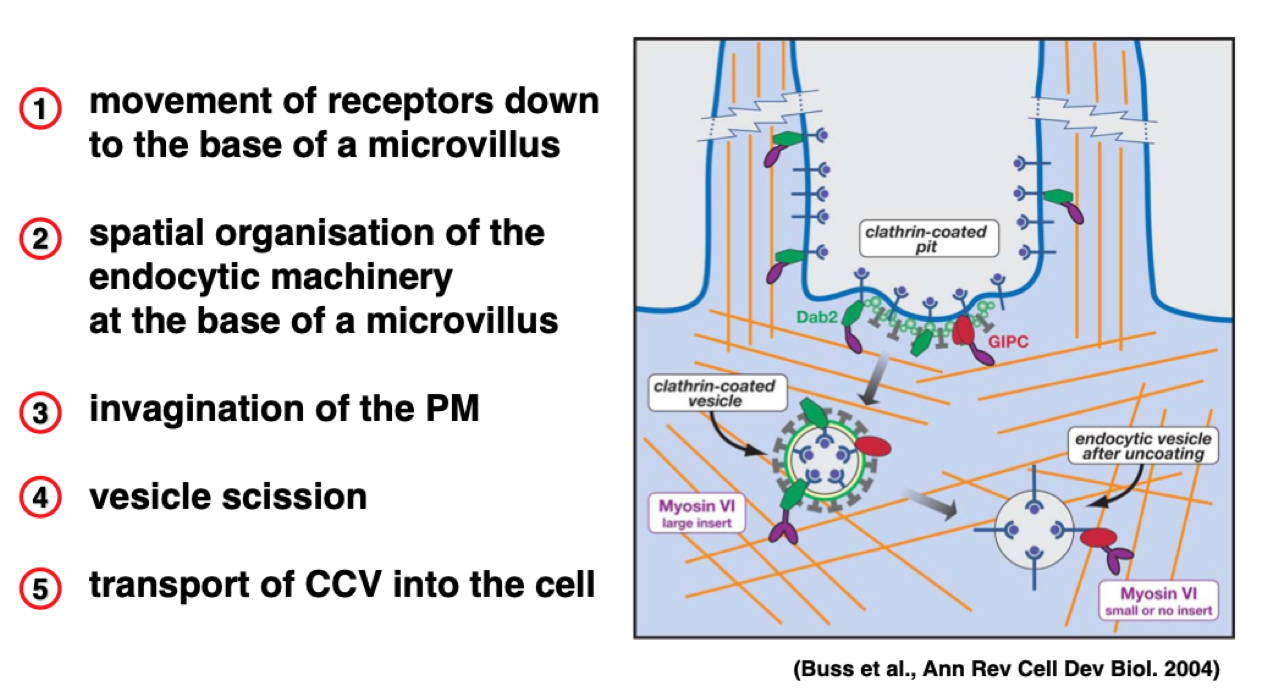 1 movement of receptors down
to the base of a microvillus
2 spatial organisation of the
endocytic machinery
at the base of a microvillus
3 invagination of the PM
4 vesicle scission
5 transport of CCV into the cell
clathrin-coated
pit
Dab2
GIPC
clathrin-coated
vesicle
endocytic vesicle
after uncoating
Myosin VI
large insert
Myosin VI
small or no insert
(Buss et al., Ann Rev Cell Dev Biol. 2004)